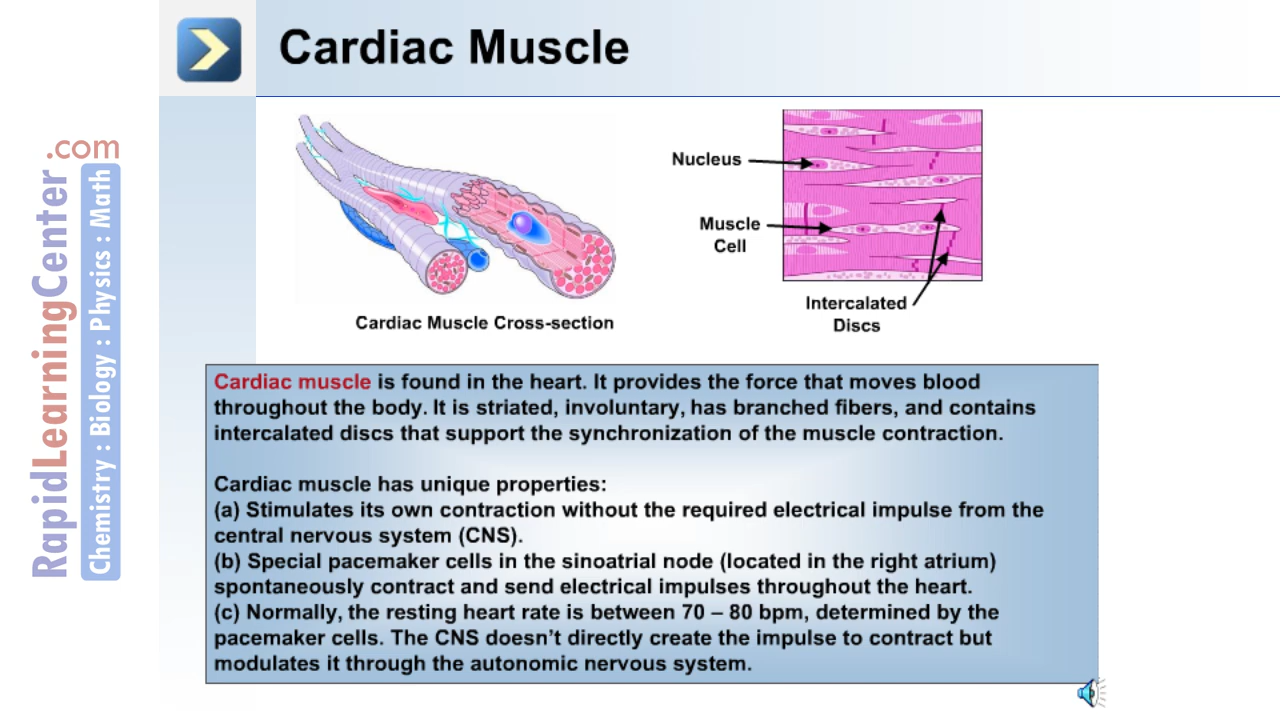 Cardiac Muscle
RapidLearningCenter.com
Chemistry : Biology : Physics : Math
Nucleus
Muscle
Cell
Intercalated
Discs
Cardiac Muscle Cross-section
Cardiac muscle is found in the heart. It provides the force that moves blood
throughout the body. It is striated, involuntary, has branched fibers, and contains
intercalated discs that support the synchronization of the muscle contraction.
Cardiac muscle has unique properties:
(a) Stimulates its own contraction without the required electrical impulse from the
central nervous system (CNS).
(b) Special pacemaker cells in the sinoatrial node (located in the right atrium)
spontaneously contract and send electrical impulses throughout the heart.
(c) Normally, the resting heart rate is between 70 – 80 bpm, determined by the
pacemaker cells. The CNS doesn't directly create the impulse to contract but
modulates it through the autonomic nervous system.